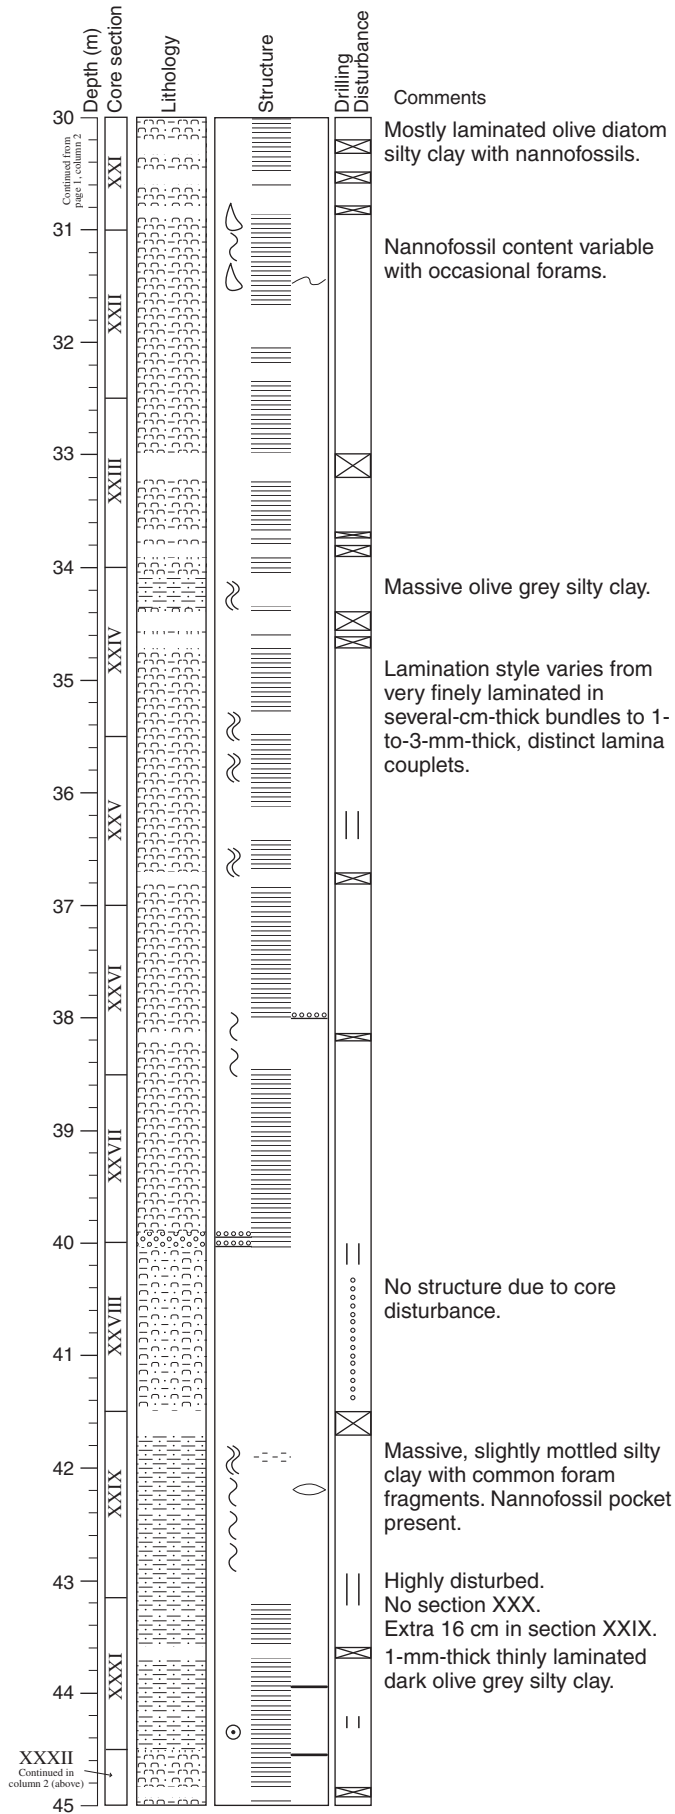 Depth (m)
Core section
Lithology
Structure
Drilling
Disturbance
Comments
30
Continued from
page 1, column 2
XXI
Mostly laminated olive diatom
silty clay with nannofossils.
31
Nannofossil content variable
with occasional forams.
XXII
32
33
XXIII
34
Massive olive grey silty clay.
XXIV
35
Lamination style varies from
very finely laminated in
several-cm-thick bundles to 1-
to-3-mm-thick, distinct lamina
couplets.
36
XXV
37
XXVI
38
39
XXVII
40
No structure due to core
disturbance.
XXVIII
41
42
Massive, slightly mottled silty
clay with common foram
fragments. Nannofossil pocket
present.
XXIX
43
Highly disturbed.
No section XXX.
Extra 16 cm in section XXIX.
1-mm-thick thinly laminated
dark olive grey silty clay.
XXXI
44
XXXII
Continued in
column 2 (above)
45